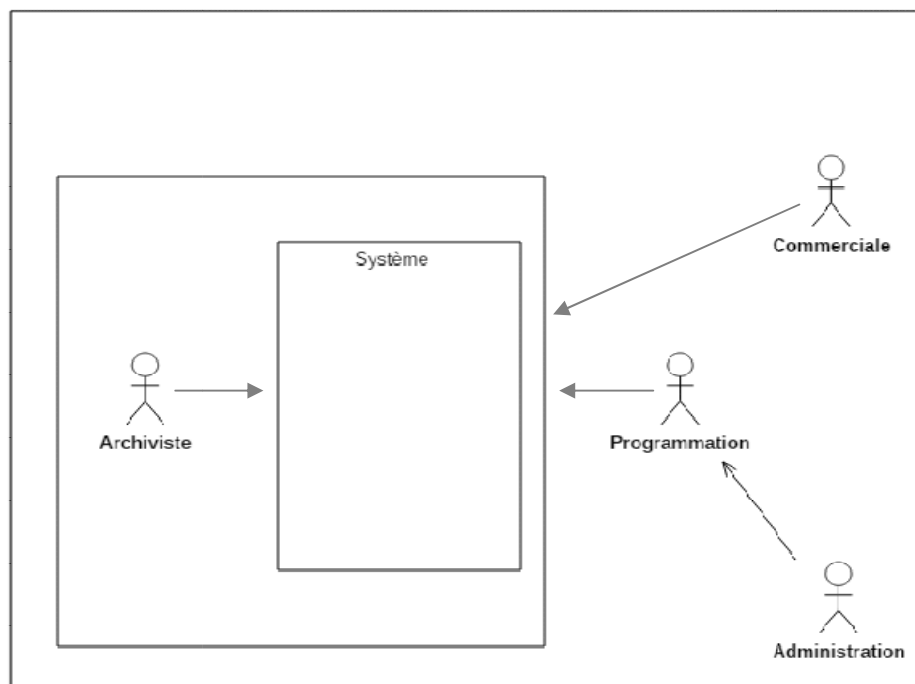 Commerciale
Système
Archiviste
Programmation
Administration